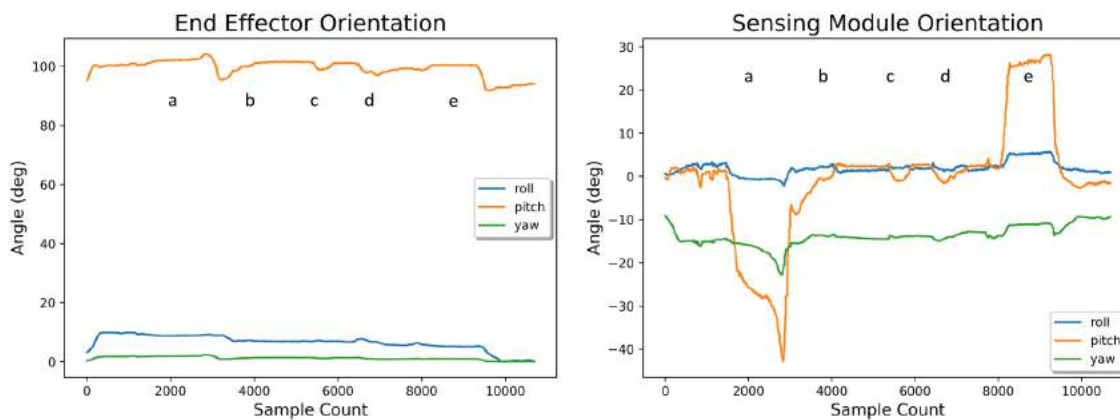 End Effector Orientation
100
80
60
40
20
0
Angle (deg)
a b c d e
roll
pitch
yaw
0 2000 4000 6000 8000 10000
Sample Count
Sensing Module Orientation
30
20
10
0
−10
−20
−30
−40
Angle (deg)
a b c d e
roll
pitch
yaw
0 2000 4000 6000 8000 10000
Sample Count